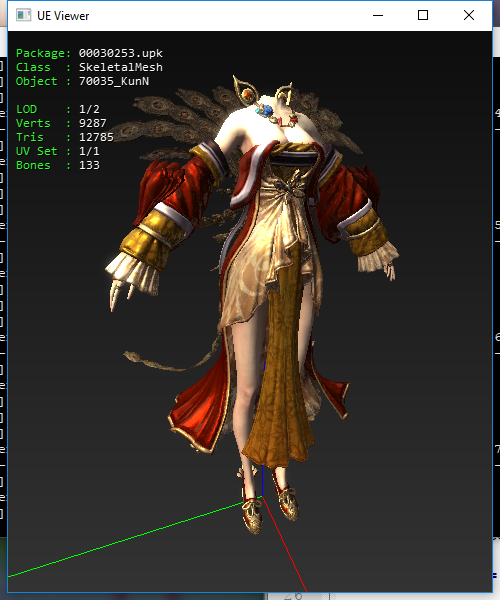 UE Viewer
Package: 00030253.upk
Class  : SkeletalMesh
Object : 70035_KunN
LOD    : 1/2
Verts  : 9287
Tris   : 12785
UV Set : 1/1
Bones  : 133